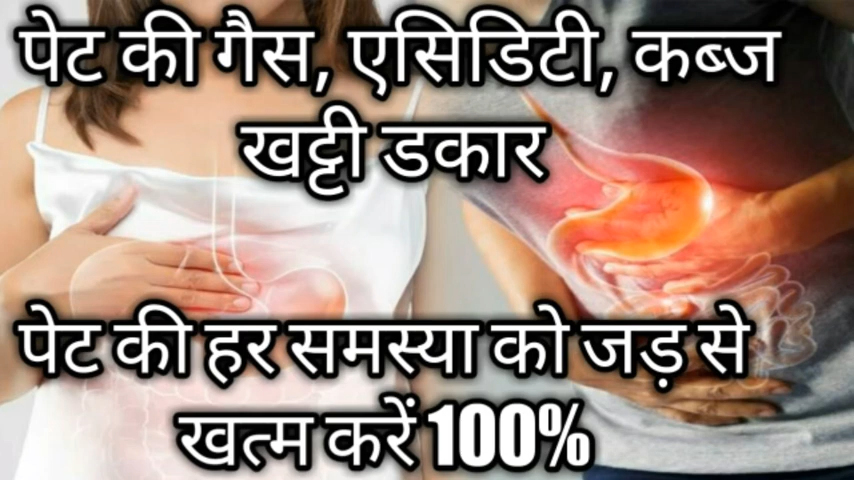 पेट की गैस, एसिडिटी, कब्ज
खट्टी डकार
पेट की हर समस्या को जड़ से
खत्म करें 100%